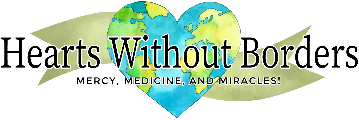 Hearts Without Borders
MERCY, MEDICINE, AND MIRACLES!